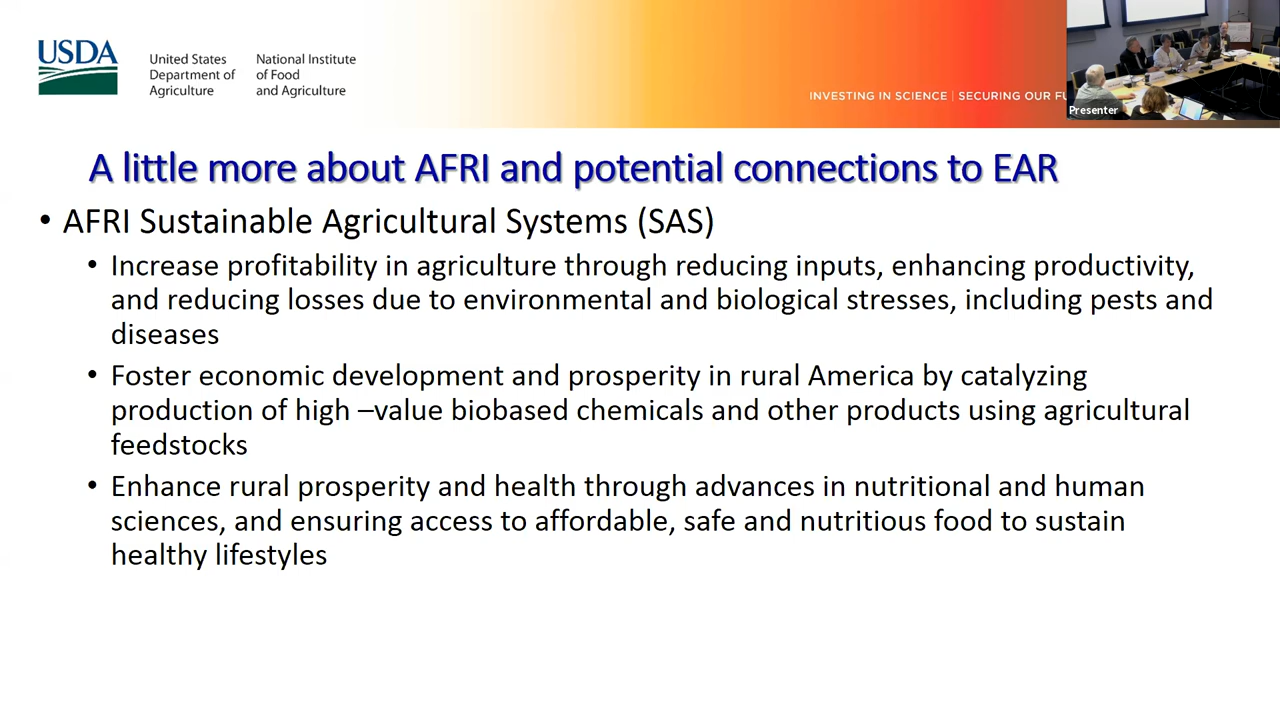 USDA
United States
Department of
Agriculture
National Institute
of Food
and Agriculture
INVESTING IN SCIENCE | SECURING OUR
Presenter
A little more about AFRI and potential connections to EAR
• AFRI Sustainable Agricultural Systems (SAS)
• Increase profitability in agriculture through reducing inputs, enhancing productivity,
and reducing losses due to environmental and biological stresses, including pests and
diseases
• Foster economic development and prosperity in rural America by catalyzing
production of high –value biobased chemicals and other products using agricultural
feedstocks
• Enhance rural prosperity and health through advances in nutritional and human
sciences, and ensuring access to affordable, safe and nutritious food to sustain
healthy lifestyles